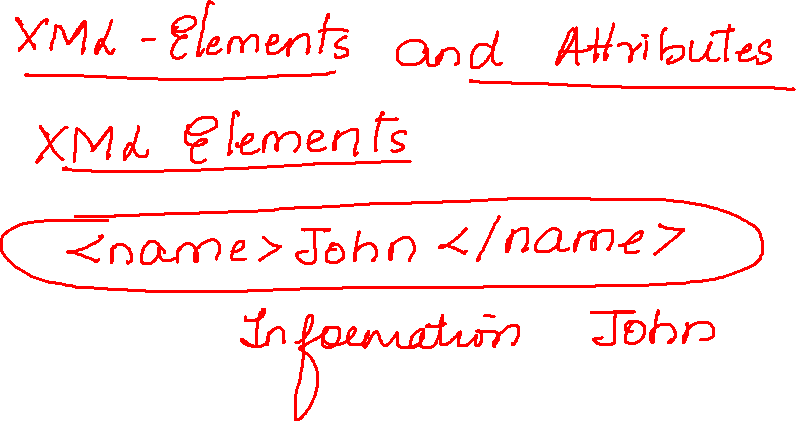 XML - Elements and Attributes
XML Elements
<name> John </name>
Information John